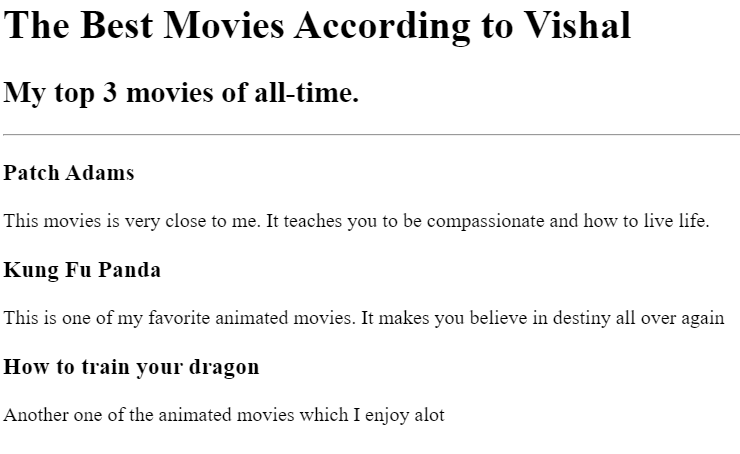 The Best Movies According to Vishal
My top 3 movies of all-time.
Patch Adams
This movies is very close to me. It teaches you to be compassionate and how to live life.
Kung Fu Panda
This is one of my favorite animated movies. It makes you believe in destiny all over again
How to train your dragon
Another one of the animated movies which I enjoy alot